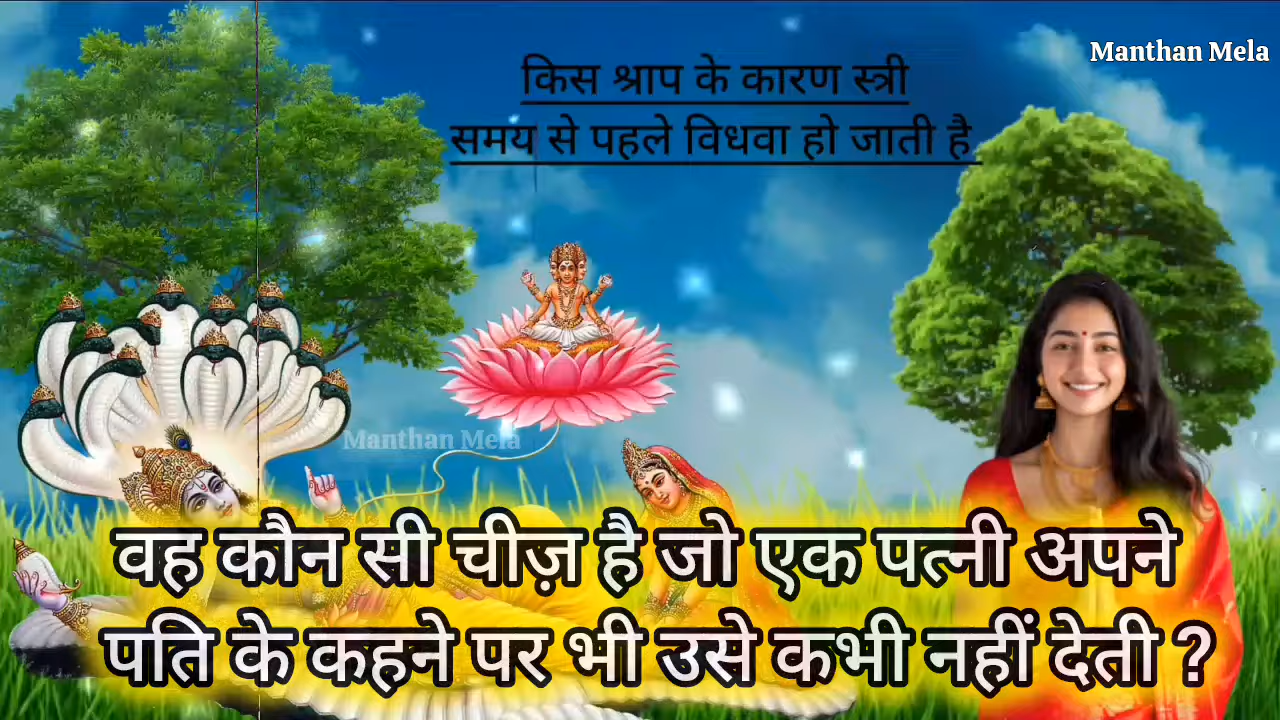 Manthan Mela
किस श्राप के कारण स्त्री
समय से पहले विधवा हो जाती है
Manthan Mela
वह कौन सी चीज़ है जो एक पत्नी अपने
पति के कहने पर भी उसे कभी नहीं देती ?